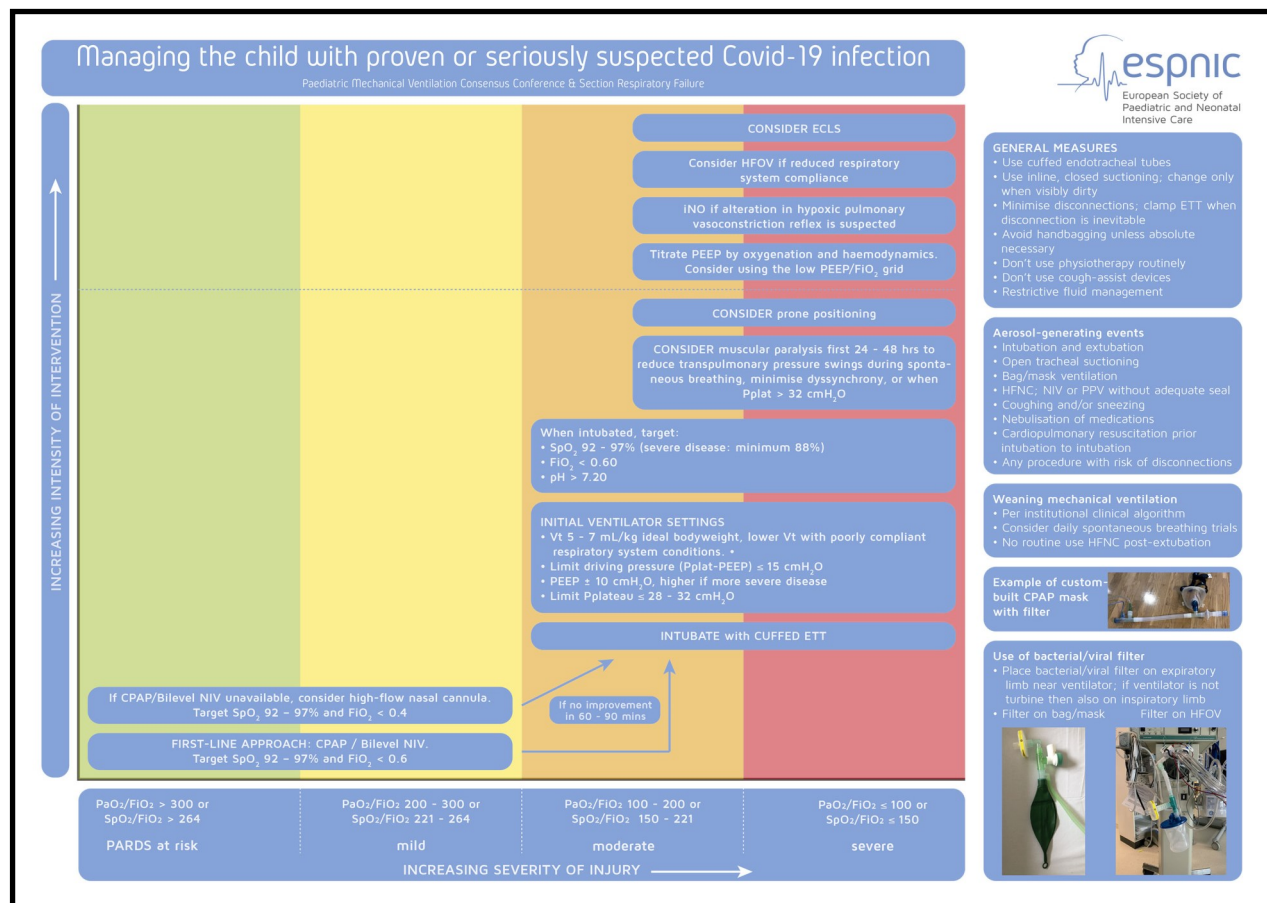 Managing the child with proven or seriously suspected Covid-19 infection
Paediatric Mechanical Ventilation Consensus Conference & Section Respiratory Failure
espnic
European Society of
Paediatric and Neonatal
Intensive Care
INCREASING INTENSITY OF INTERVENTION
CONSIDER ECLS
Consider HFOV if reduced respiratory
system compliance
iNO if alteration in hypoxic pulmonary
vasoconstriction reflex is suspected
Titrate PEEP by oxygenation and haemodynamics.
Consider using the low PEEP/FiO₂ grid
CONSIDER prone positioning
CONSIDER muscular paralysis first 24 - 48 hrs to
reduce transpulmonary pressure swings during sponta-
neous breathing, minimise dyssynchrony, or when
Pplat > 32 cmH₂O
When intubated, target:
• SpO₂ 92 - 97% (severe disease: minimum 88%)
• FiO₂ < 0.60
• pH > 7.20
INITIAL VENTILATOR SETTINGS
• Vt 5 - 7 mL/kg ideal bodyweight, lower Vt with poorly compliant
respiratory system conditions. •
• Limit driving pressure (Pplat-PEEP) ≤ 15 cmH₂O
• PEEP ± 10 cmH₂O, higher if more severe disease
• Limit Pplateau ≤ 28 - 32 cmH₂O
INTUBATE with CUFFED ETT
If CPAP/Bilevel NIV unavailable, consider high-flow nasal cannula.
Target SpO₂ 92 – 97% and FiO₂ < 0.4
If no improvement
in 60 - 90 mins
FIRST-LINE APPROACH: CPAP / Bilevel NIV.
Target SpO₂ 92 – 97% and FiO₂ < 0.6
PaO₂/FiO₂ > 300 or
SpO₂/FiO₂ > 264
PARDS at risk
PaO₂/FiO₂ 200 - 300 or
SpO₂/FiO₂ 221 - 264
mild
PaO₂/FiO₂ 100 - 200 or
SpO₂/FiO₂ 150 - 221
moderate
PaO₂/FiO₂ ≤ 100 or
SpO₂/FiO₂ ≤ 150
severe
INCREASING SEVERITY OF INJURY
GENERAL MEASURES
• Use cuffed endotracheal tubes
• Use inline, closed suctioning; change only
when visibly dirty
• Minimise disconnections; clamp ETT when
disconnection is inevitable
• Avoid handbagging unless absolute
necessary
• Don't use physiotherapy routinely
• Don't use cough-assist devices
• Restrictive fluid management
Aerosol-generating events
• Intubation and extubation
• Open tracheal suctioning
• Bag/mask ventilation
• HFNC; NIV or PPV without adequate seal
• Coughing and/or sneezing
• Nebulisation of medications
• Cardiopulmonary resuscitation prior
intubation to intubation
• Any procedure with risk of disconnections
Weaning mechanical ventilation
• Per institutional clinical algorithm
• Consider daily spontaneous breathing trials
• No routine use HFNC post-extubation
Example of custom-
built CPAP mask
with filter
Use of bacterial/viral filter
• Place bacterial/viral filter on expiratory
limb near ventilator; if ventilator is not
turbine then also on inspiratory limb
• Filter on bag/mask Filter on HFOV